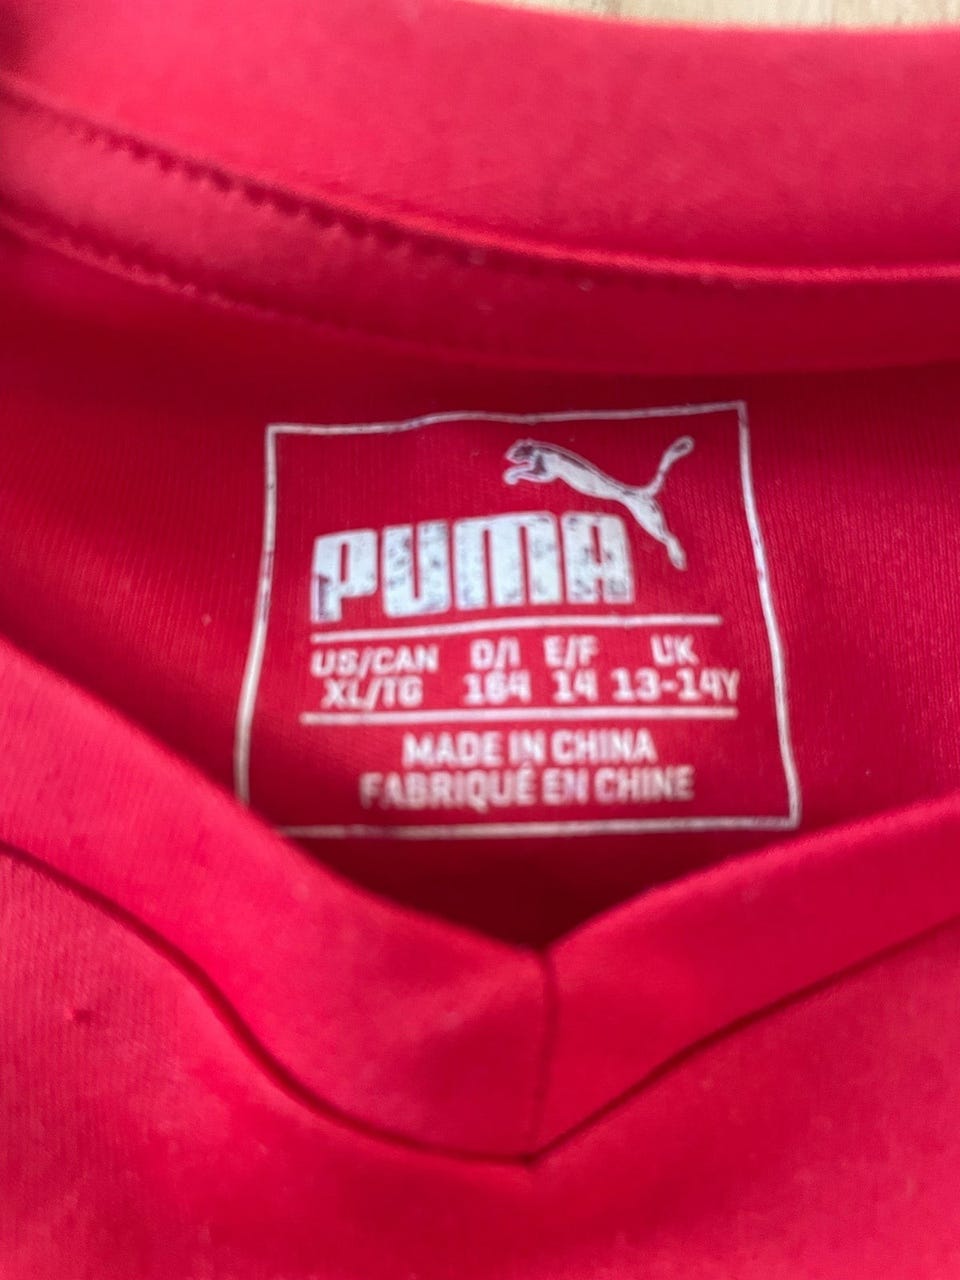 PUMA
US/CAN D/I E/F UK
XL/TG 164 14 13-14Y
MADE IN CHINA
FABRIQUÉ EN CHINE